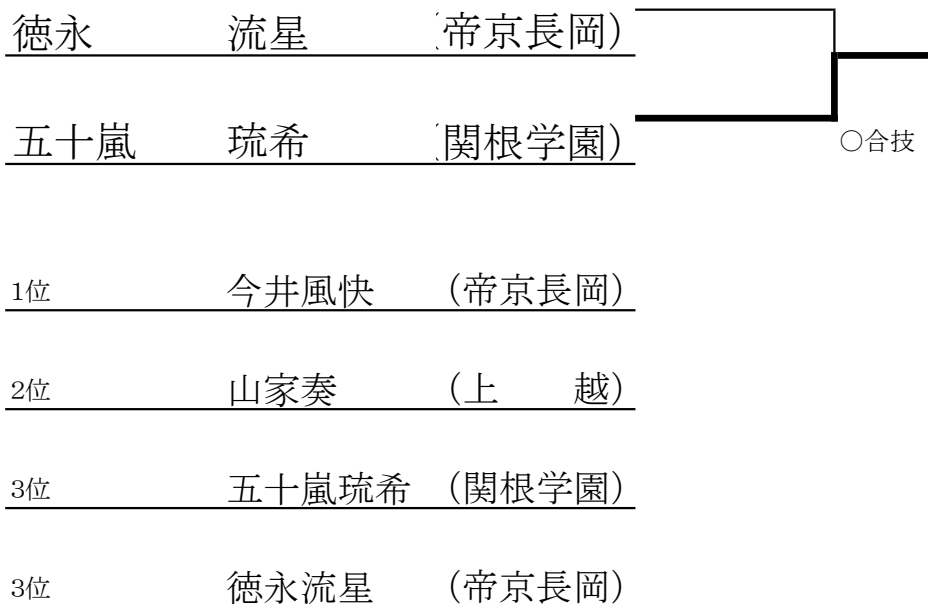 徳永 流星 (帝京長岡)
五十嵐 琉希 (関根学園)
○合技
1位 今井風快 (帝京長岡)
2位 山家奏 (上 越)
3位 五十嵐琉希 (関根学園)
3位 徳永流星 (帝京長岡)